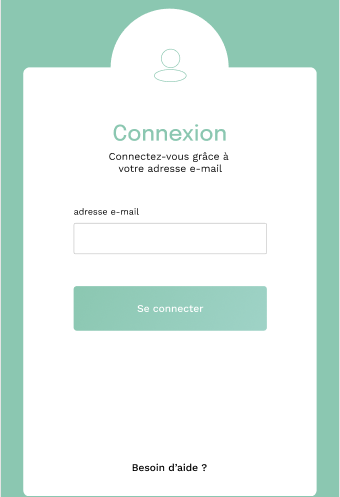 Connexion
Connectez-vous grâce à
votre adresse e-mail
adresse e-mail
Se connecter
Besoin d’aide ?